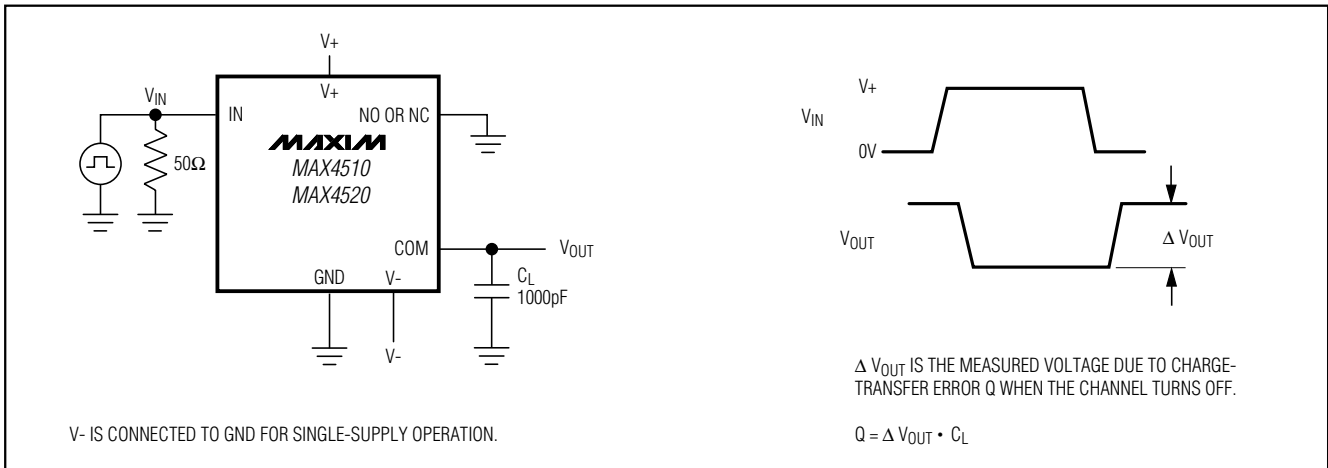 V+
V+
VIN
IN
NO OR NC
50Ω
MAXIM
MAX4510
MAX4520
COM
VOUT
GND
V-
CL
1000pF
V-
V- IS CONNECTED TO GND FOR SINGLE-SUPPLY OPERATION.
V+
VIN
0V
VOUT
Δ VOUT
Δ VOUT IS THE MEASURED VOLTAGE DUE TO CHARGE-
TRANSFER ERROR Q WHEN THE CHANNEL TURNS OFF.
Q = Δ VOUT • CL